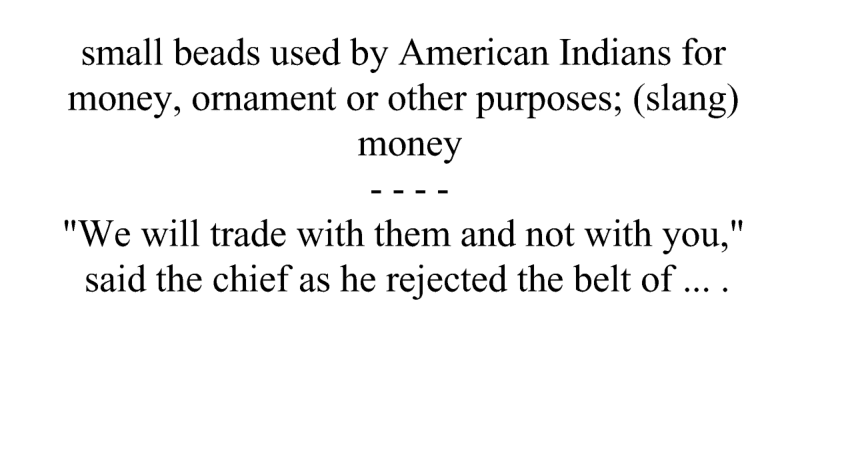 small beads used by American Indians for
money, ornament or other purposes; (slang)
money
- - - -
"We will trade with them and not with you,"
said the chief as he rejected the belt of ... .